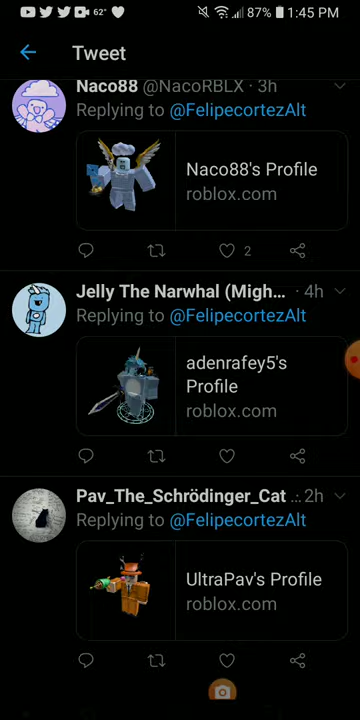 62° 87% 1:45 PM
Tweet
Naco88 @NacoRBLX · 3h
Replying to @FelipecortezAlt
Naco88's Profile
roblox.com
2
Jelly The Narwhal (Migh... · 4h
Replying to @FelipecortezAlt
adenrafey5's
Profile
roblox.com
Pav_The_Schrödinger_Cat ... · 2h
Replying to @FelipecortezAlt
UltraPav's Profile
roblox.com